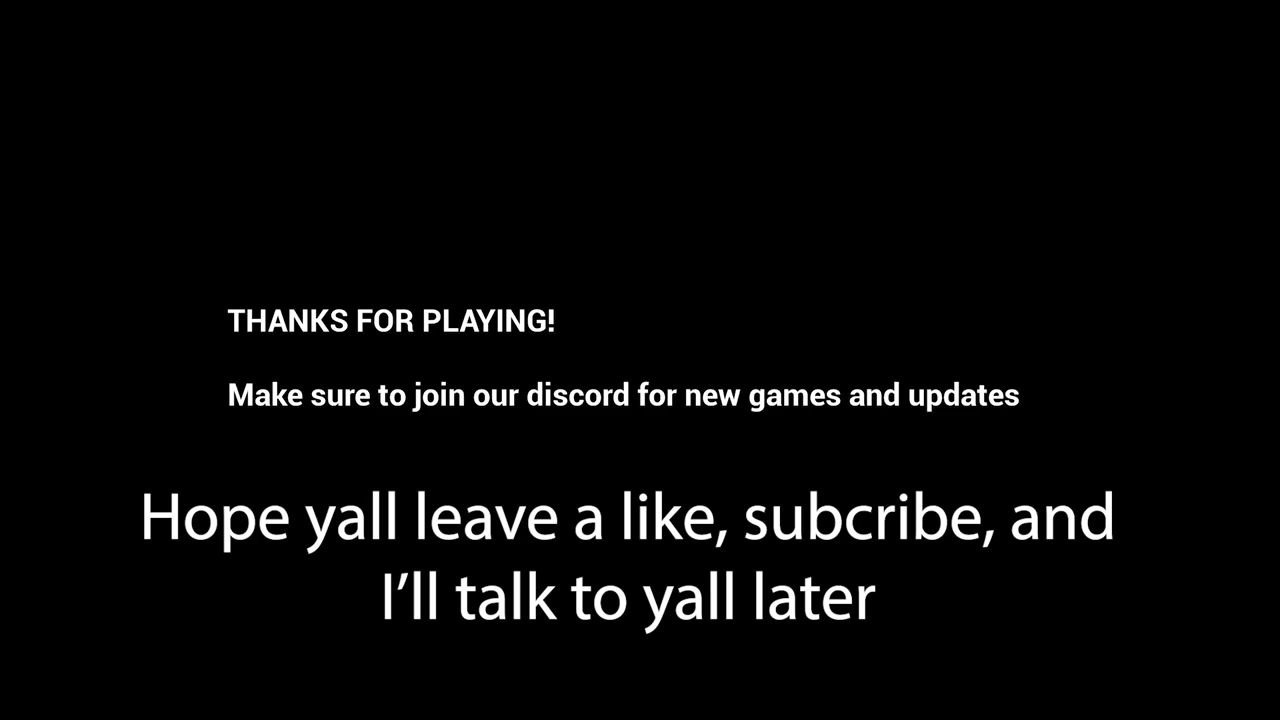 THANKS FOR PLAYING!
Make sure to join our discord for new games and updates
Hope yall leave a like, subcribe, and
I’ll talk to yall later